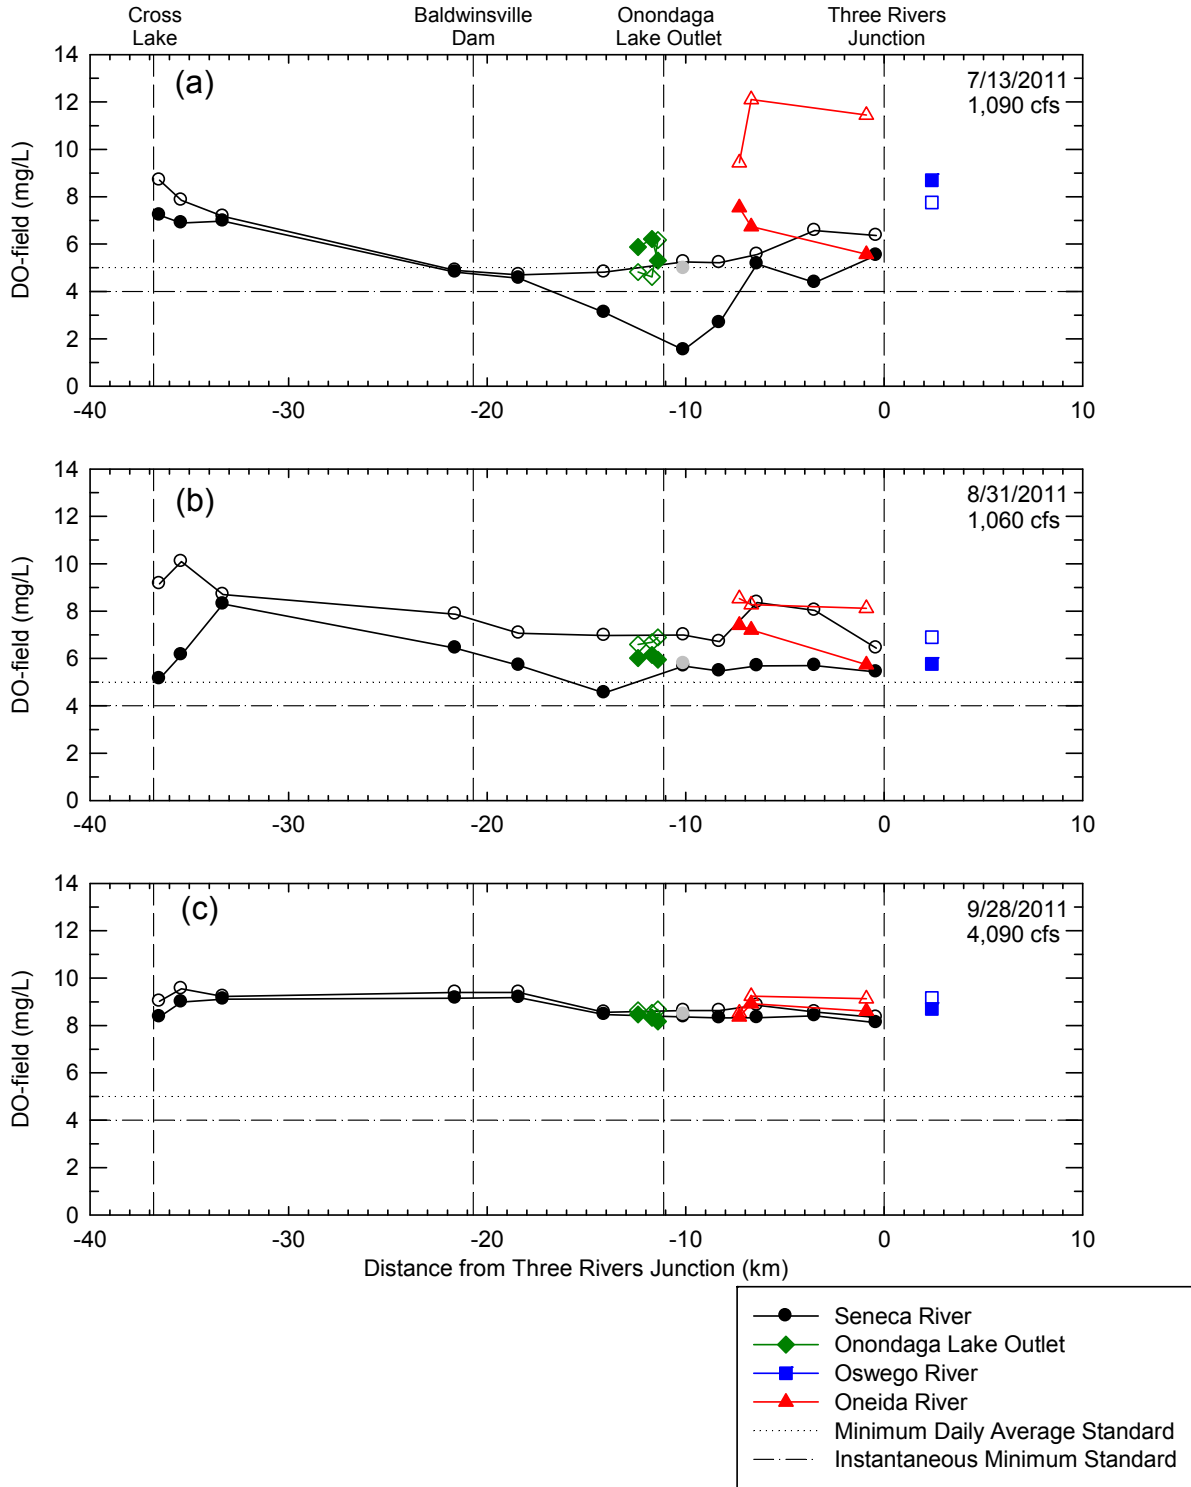 Cross
Lake
Baldwinsville
Dam
Onondaga
Lake Outlet
Three Rivers
Junction
(a)
7/13/2011
1,090 cfs
DO-field (mg/L)
14
12
10
8
6
4
2
0
-40
-30
-20
-10
0
10
(b)
8/31/2011
1,060 cfs
DO-field (mg/L)
14
12
10
8
6
4
2
0
-40
-30
-20
-10
0
10
(c)
9/28/2011
4,090 cfs
DO-field (mg/L)
14
12
10
8
6
4
2
0
-40
-30
-20
-10
0
10
Distance from Three Rivers Junction (km)
Seneca River
Onondaga Lake Outlet
Oswego River
Oneida River
Minimum Daily Average Standard
Instantaneous Minimum Standard